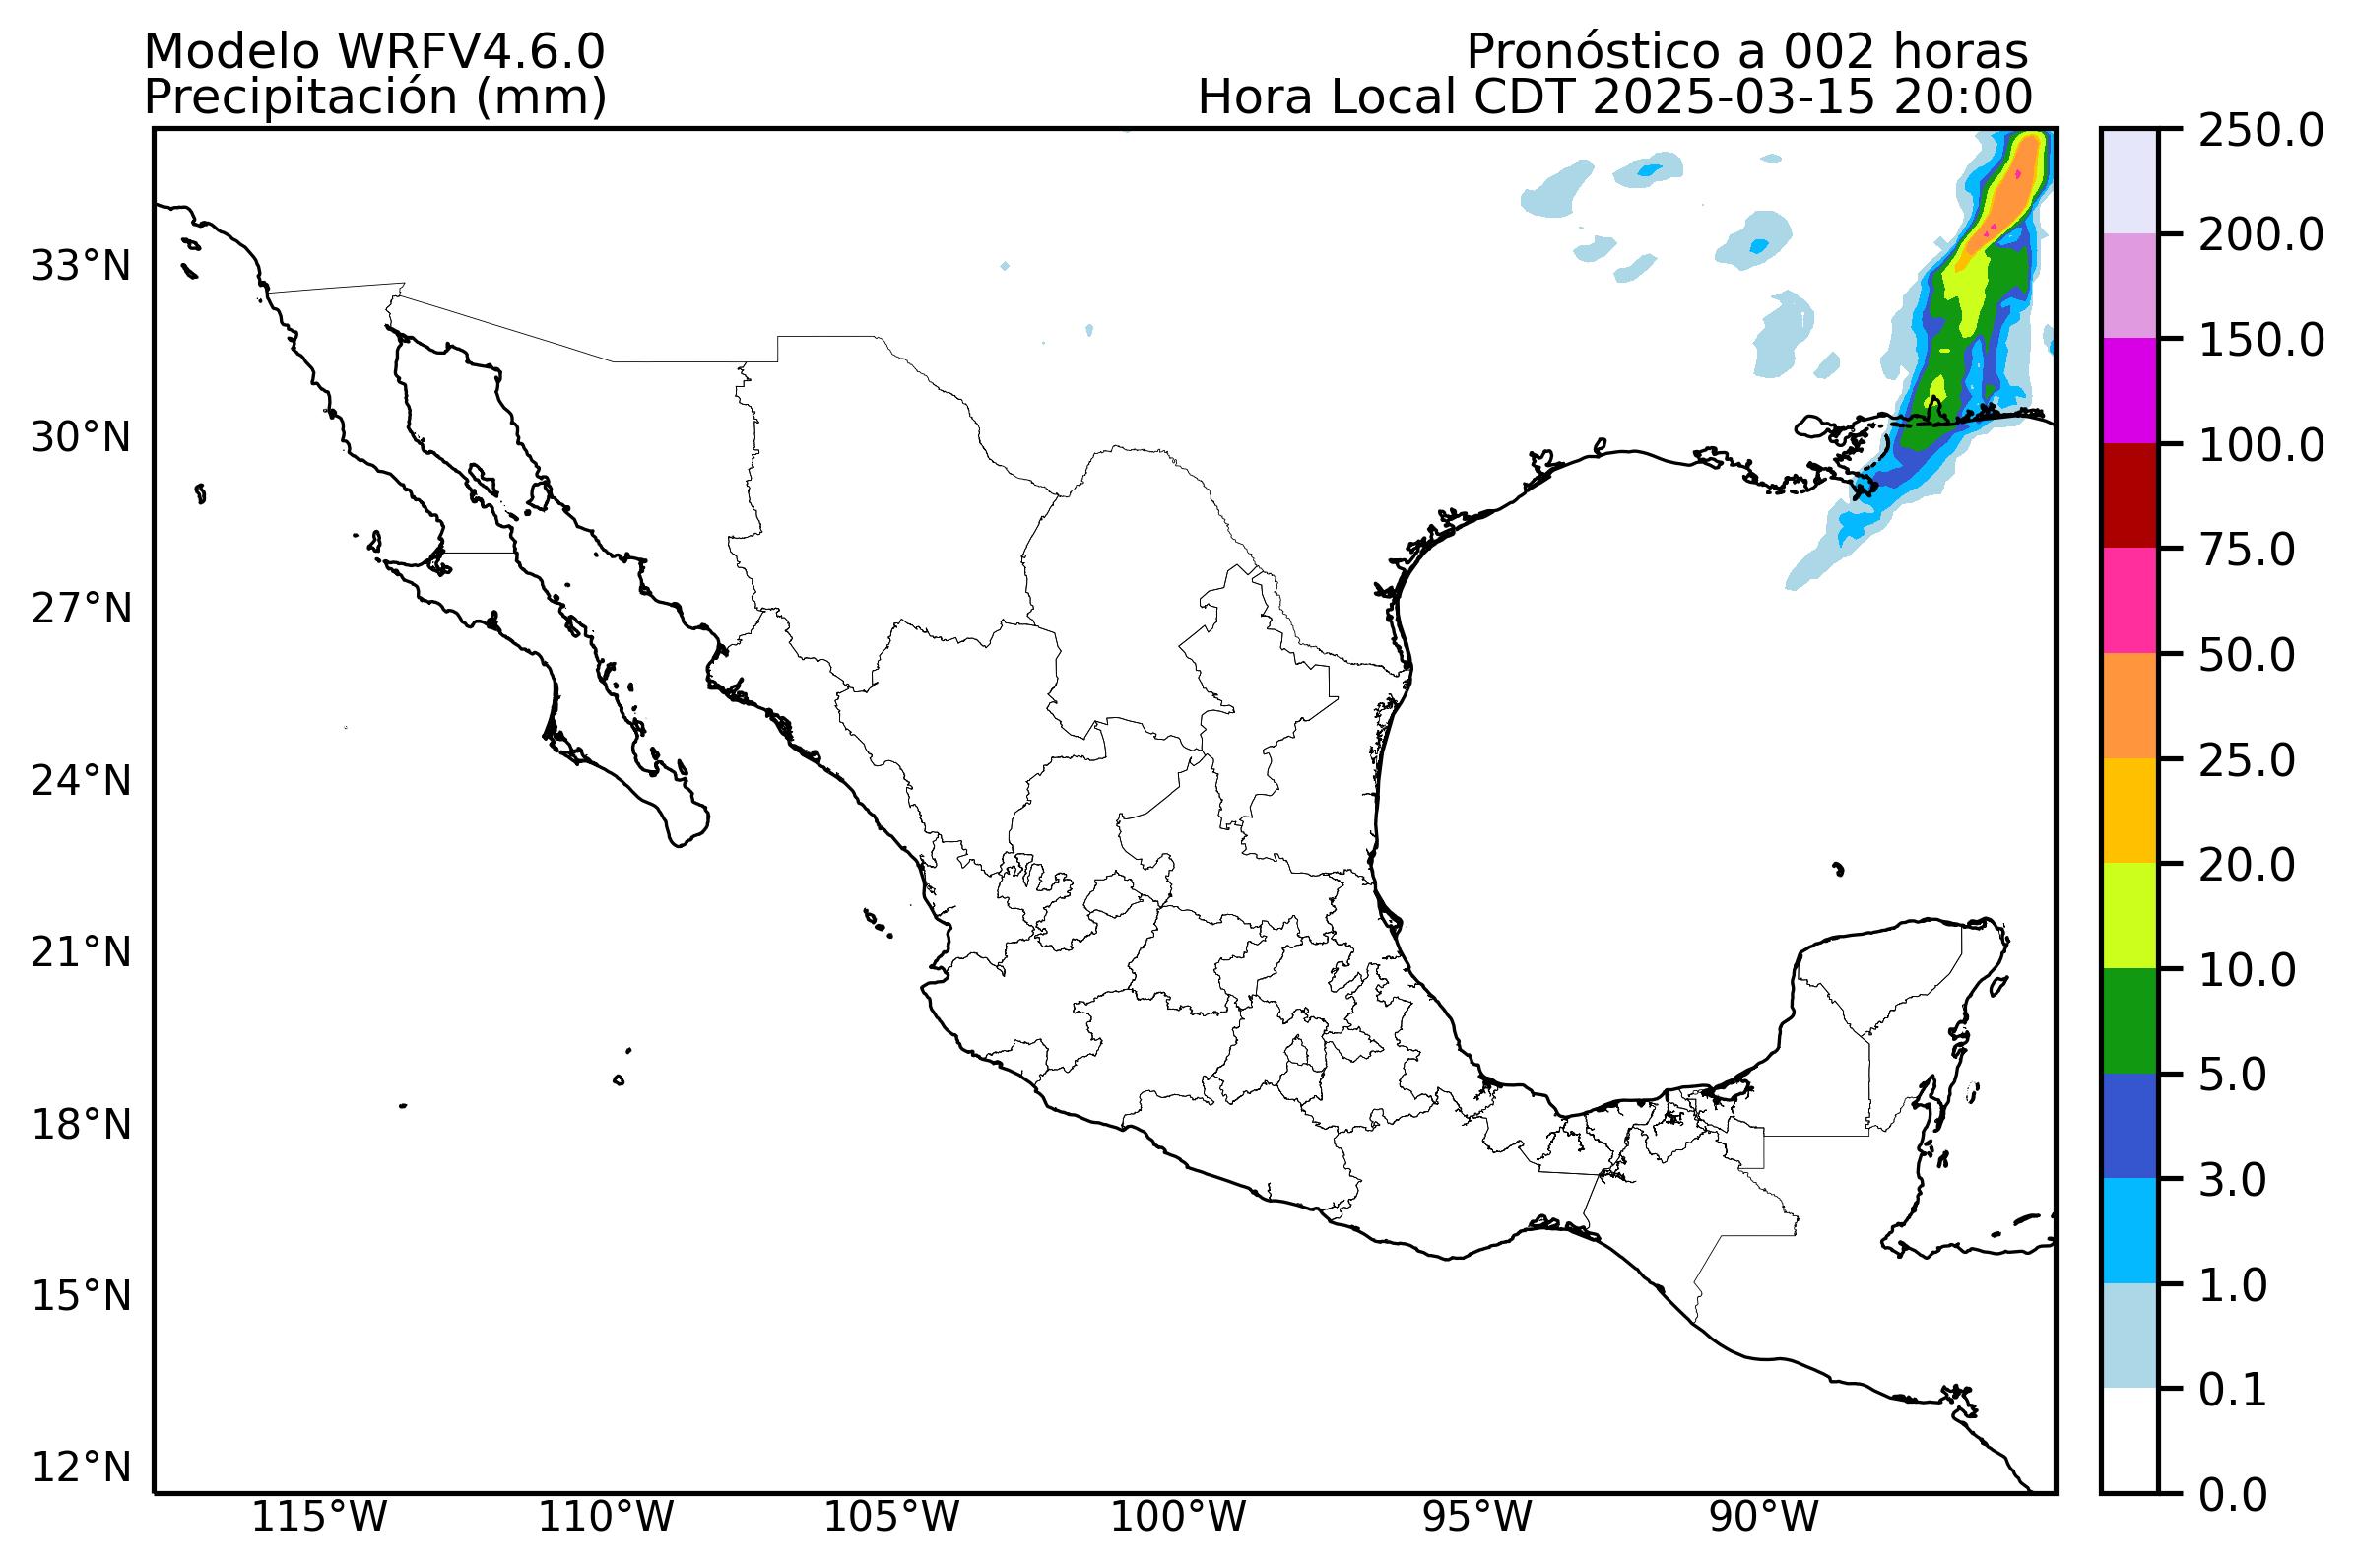 Modelo WRFV4.6.0
Precipitación (mm)
Pronóstico a 002 horas
Hora Local CDT 2025-03-15 20:00
33°N
30°N
27°N
24°N
21°N
18°N
15°N
12°N
115°W
110°W
105°W
100°W
95°W
90°W
250.0
200.0
150.0
100.0
75.0
50.0
25.0
20.0
10.0
5.0
3.0
1.0
0.1
0.0